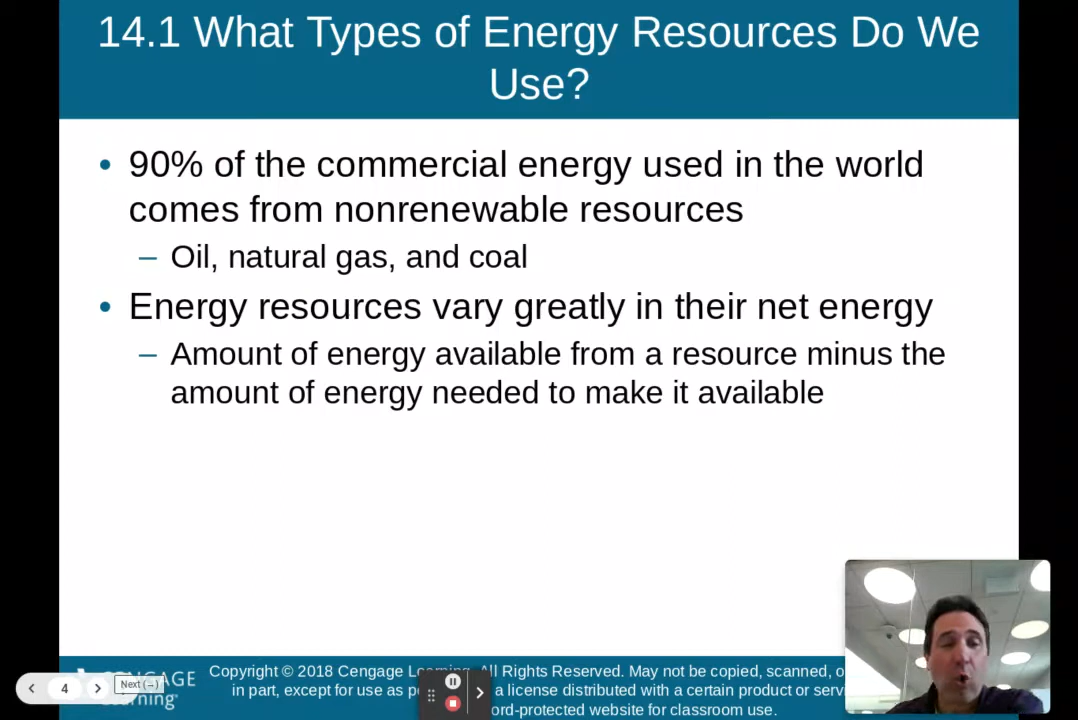 14.1 What Types of Energy Resources Do We
Use?
• 90% of the commercial energy used in the world
comes from nonrenewable resources
– Oil, natural gas, and coal
• Energy resources vary greatly in their net energy
– Amount of energy available from a resource minus the
amount of energy needed to make it available
Copyright © 2018 Cengage Learning. All Rights Reserved. May not be copied, scanned, o
in part, except for use as a license distributed with a certain product or servi
for classroom use.
CENGAGE
Learning
4
Next (→)